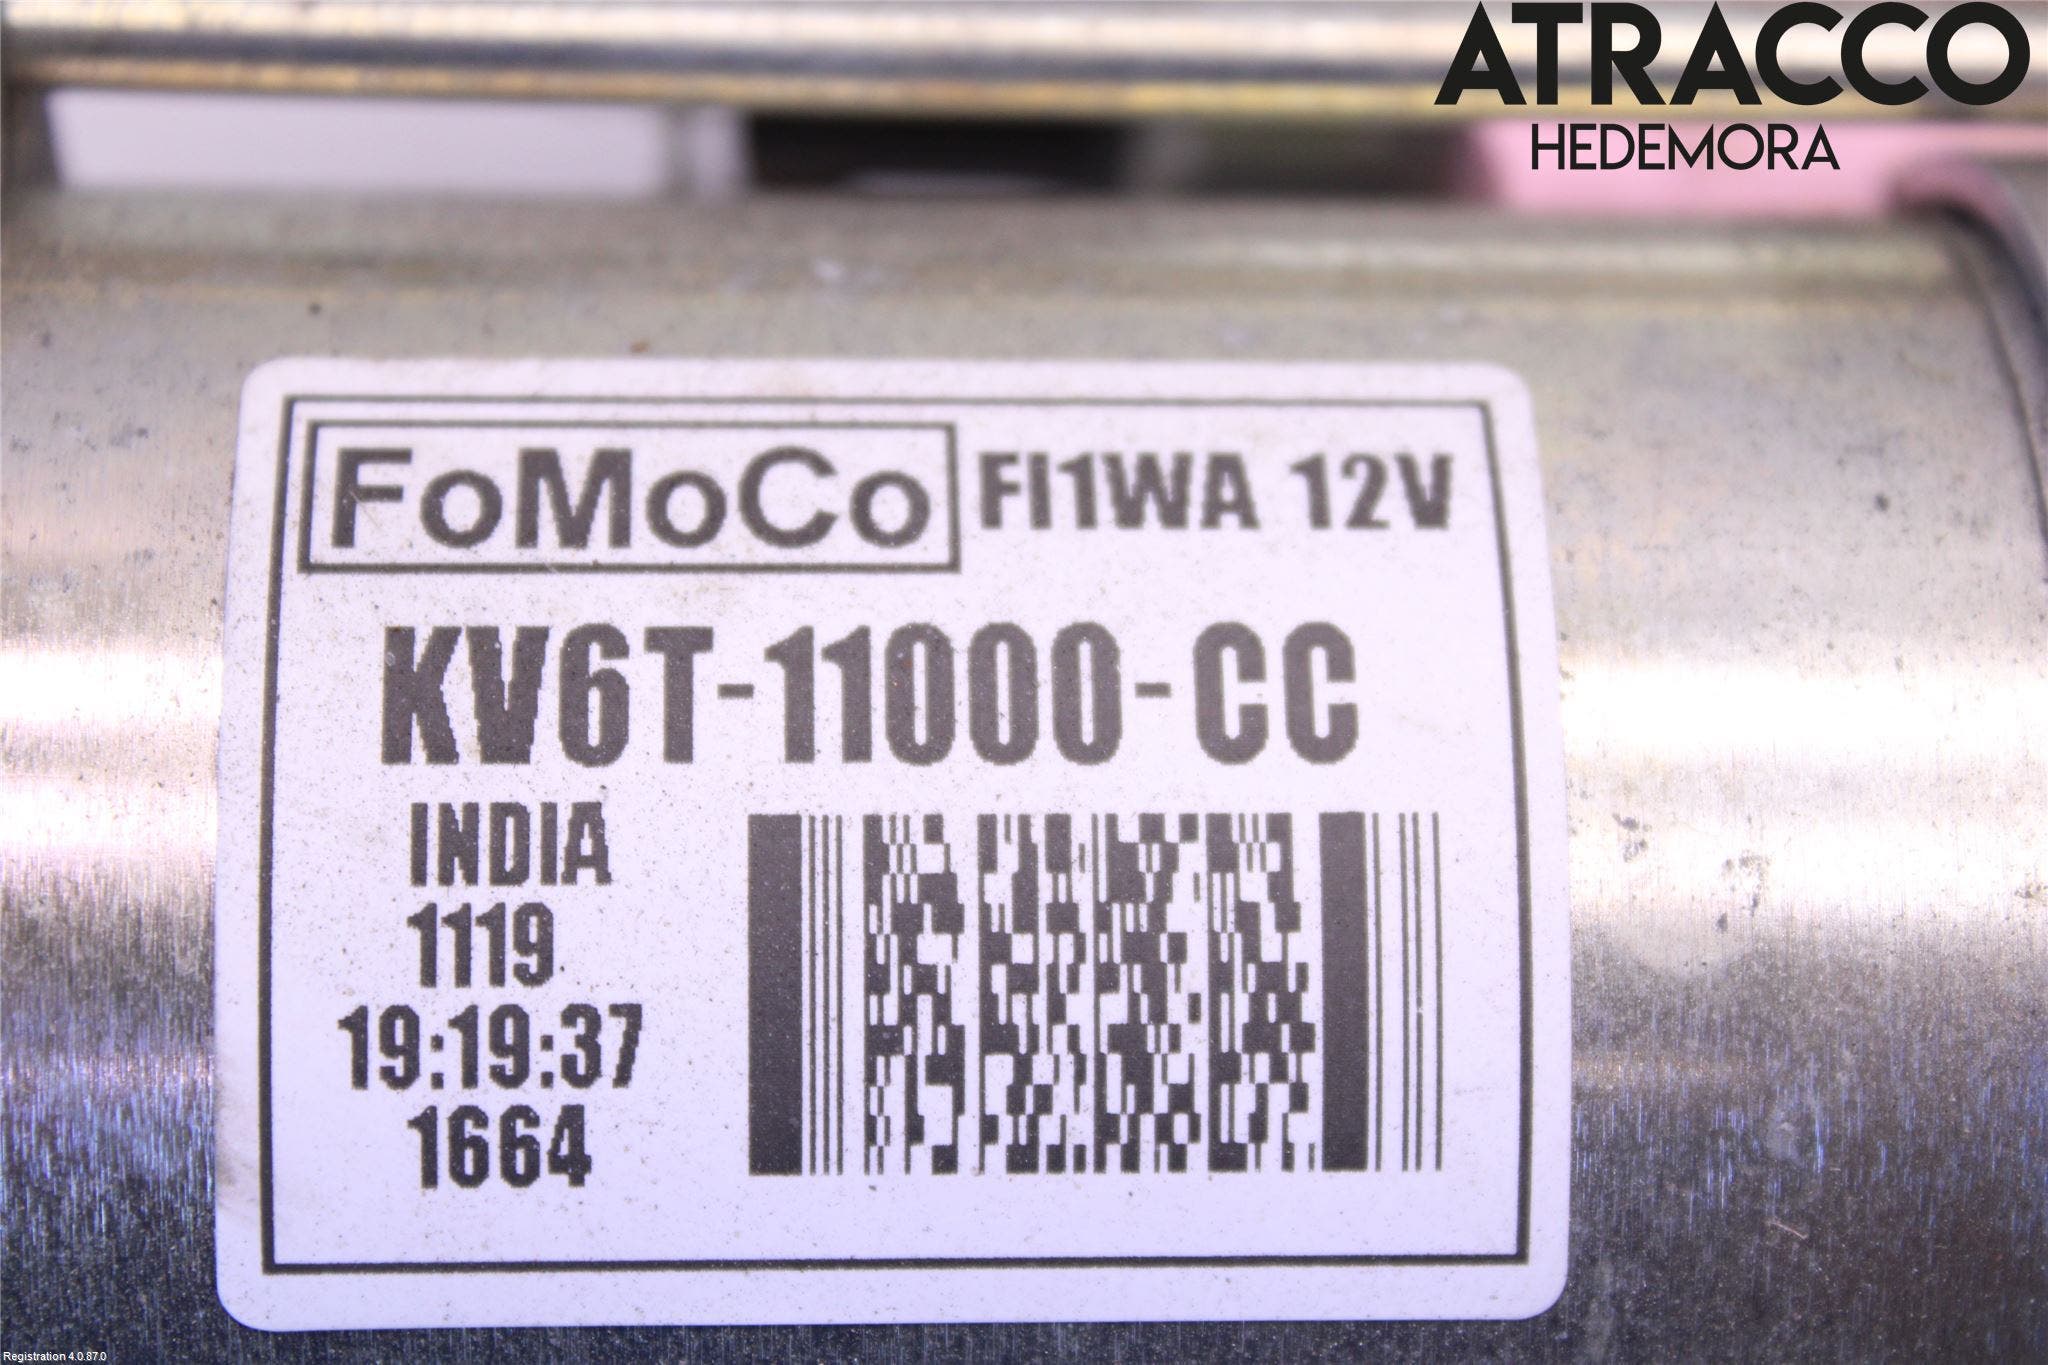 ATRACCO
HEDEMORA
FoMoCo FI1WA 12V
KV6T-11000-CC
INDIA
1119
19:19:37
1664
Registration 4.0.87.0